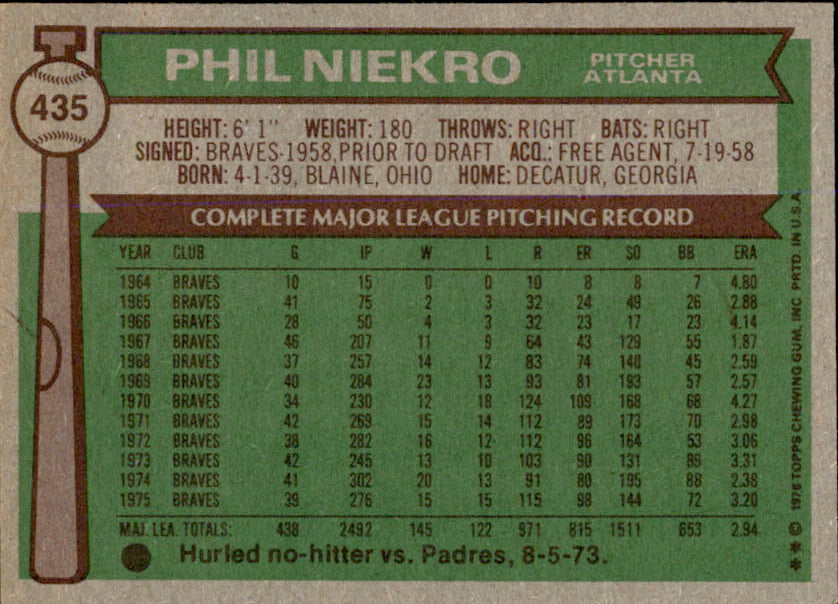 435
PHIL NIEKRO
PITCHER
ATLANTA
HEIGHT: 6' 1" WEIGHT: 180 THROWS: RIGHT BATS: RIGHT
SIGNED: BRAVES-1958, PRIOR TO DRAFT ACQ.: FREE AGENT, 7-19-58
BORN: 4-1-39, BLAINE, OHIO HOME: DECATUR, GEORGIA
COMPLETE MAJOR LEAGUE PITCHING RECORD
YEAR CLUB G IP W L R ER SO BB ERA
1964 BRAVES 10 15 0 0 10 8 8 7 4.80
1965 BRAVES 41 75 2 3 32 24 49 26 2.88
1966 BRAVES 28 50 4 3 32 23 17 23 4.14
1967 BRAVES 46 207 11 9 64 43 129 55 1.87
1968 BRAVES 37 257 14 12 83 74 140 45 2.59
1969 BRAVES 40 284 23 13 93 81 193 57 2.57
1970 BRAVES 34 230 12 18 124 109 168 68 4.27
1971 BRAVES 42 269 15 14 112 89 173 70 2.98
1972 BRAVES 38 282 16 12 112 96 164 53 3.06
1973 BRAVES 42 245 13 10 103 90 131 89 3.31
1974 BRAVES 41 302 20 13 91 80 195 88 2.38
1975 BRAVES 39 276 15 15 115 98 144 72 3.20
MAJ. LEA. TOTALS: 438 2492 145 122 971 815 1511 653 2.94
Hurled no-hitter vs. Padres, 8-5-73.
** © 1976 TOPPS CHEWING GUM, INC. PRTD. IN U.S.A.